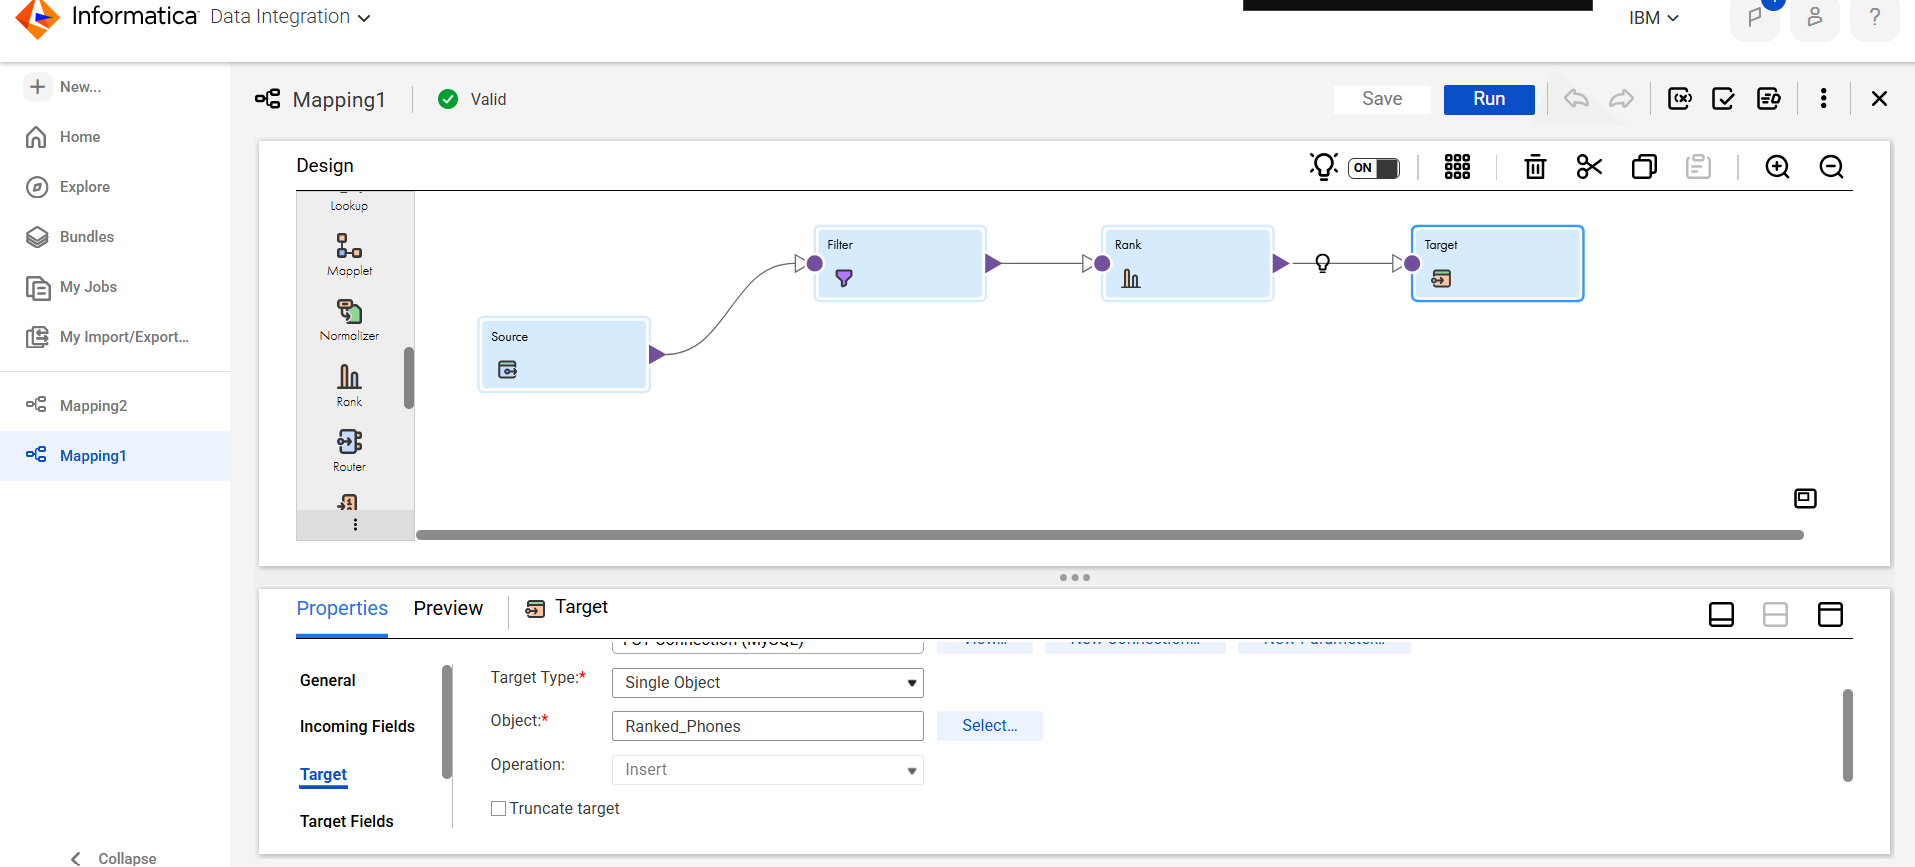 Informatica Data Integration
IBM
?
New...
Home
Explore
Bundles
My Jobs
My Import/Export...
Mapping2
Mapping1
Collapse
Mapping1
Valid
Save
Run
Design
ON
Lookup
Mapplet
Normalizer
Rank
Router
Source
Filter
Rank
Target
Properties
Preview
Target
General
Incoming Fields
Target
Target Fields
Target Type:*
Single Object
Object:*
Ranked_Phones
Select...
Operation:
Insert
Truncate target